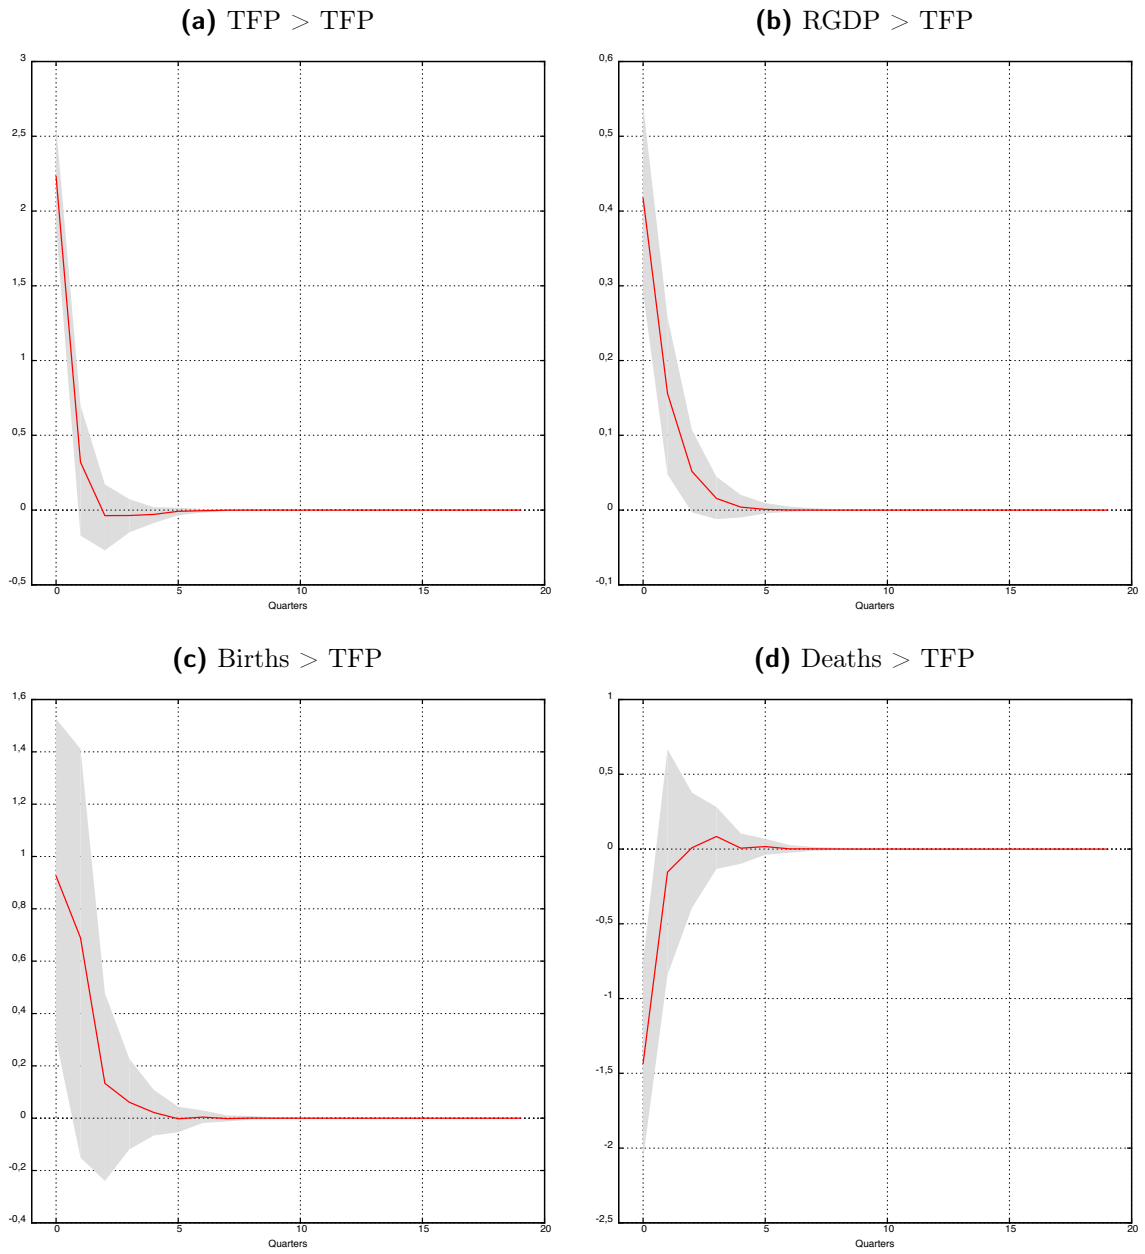 (a) TFP > TFP
3
2,5
2
1,5
1
0,5
0
-0,5
0 5 10 15 20
Quarters
(b) RGDP > TFP
0,6
0,5
0,4
0,3
0,2
0,1
0
-0,1
0 5 10 15 20
Quarters
(c) Births > TFP
1,6
1,4
1,2
1
0,8
0,6
0,4
0,2
0
-0,2
-0,4
0 5 10 15 20
Quarters
(d) Deaths > TFP
1
0,5
0
-0,5
-1
-1,5
-2
-2,5
0 5 10 15 20
Quarters